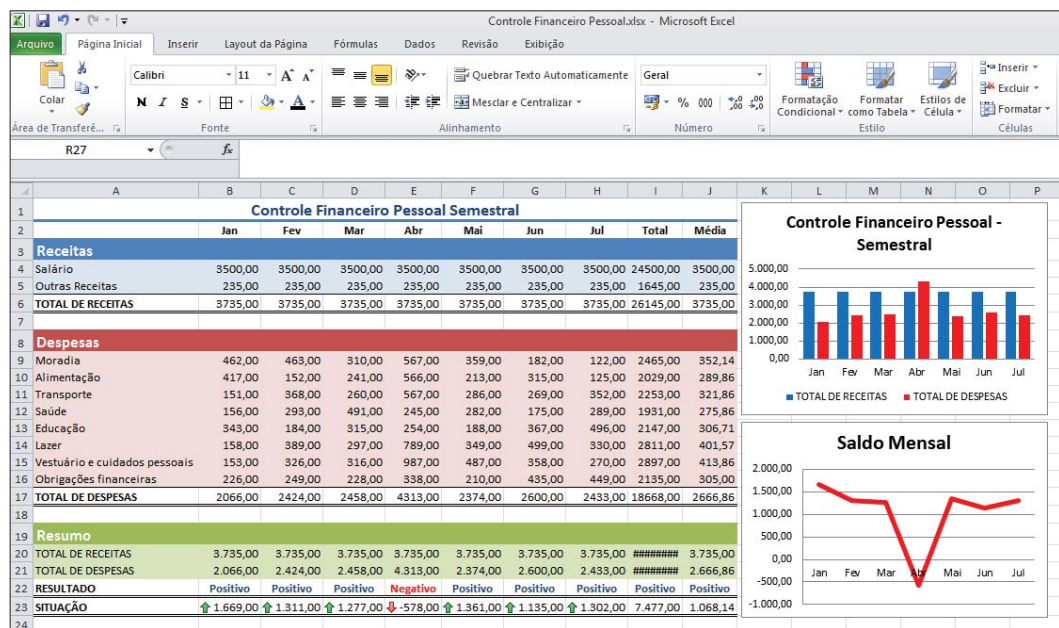 Controle Financeiro Pessoal.xlsx - Microsoft Excel
Arquivo Página Inicial Inserir Layout da Página Fórmulas Dados Revisão Exibição
Colar
Calibri 11 A A
N I S A
Quebrar Texto Automaticamente
Mesclar e Centralizar
Geral
% 000
Formatação Condicional
Formatar como Tabela
Estilos de Célula
Inserir
Excluir
Formatar
Área de Transferê... Fonte Alinhamento Número Estilo Células
R27 fx
A B C D E F G H I J K L M N O P
1 Controle Financeiro Pessoal Semestral
2 Jan Fev Mar Abr Mai Jun Jul Total Média
3 Receitas
4 Salário 3500,00 3500,00 3500,00 3500,00 3500,00 3500,00 3500,00 24500,00 3500,00
5 Outras Receitas 235,00 235,00 235,00 235,00 235,00 235,00 235,00 1645,00 235,00
6 TOTAL DE RECEITAS 3735,00 3735,00 3735,00 3735,00 3735,00 3735,00 3735,00 26145,00 3735,00
7
8 Despesas
9 Moradia 462,00 463,00 310,00 567,00 359,00 182,00 122,00 2465,00 352,14
10 Alimentação 417,00 152,00 241,00 566,00 213,00 315,00 125,00 2029,00 289,86
11 Transporte 151,00 368,00 260,00 567,00 286,00 269,00 352,00 2253,00 321,86
12 Saúde 156,00 293,00 491,00 245,00 282,00 175,00 289,00 1931,00 275,86
13 Educação 343,00 184,00 315,00 254,00 188,00 367,00 496,00 2147,00 306,71
14 Lazer 158,00 389,00 297,00 789,00 349,00 499,00 330,00 2811,00 401,57
15 Vestuário e cuidados pessoais 153,00 326,00 316,00 987,00 487,00 358,00 270,00 2897,00 413,86
16 Obrigações financeiras 226,00 249,00 228,00 338,00 210,00 435,00 449,00 2135,00 305,00
17 TOTAL DE DESPESAS 2066,00 2424,00 2458,00 4313,00 2374,00 2600,00 2433,00 18668,00 2666,86
18
19 Resumo
20 TOTAL DE RECEITAS 3.735,00 3.735,00 3.735,00 3.735,00 3.735,00 3.735,00 3.735,00 ######## 3.735,00
21 TOTAL DE DESPESAS 2.066,00 2.424,00 2.458,00 4.313,00 2.374,00 2.600,00 2.433,00 ######## 2.666,86
22 RESULTADO Positivo Positivo Positivo Negativo Positivo Positivo Positivo Positivo Positivo
23 SITUAÇÃO 1.669,00 1.311,00 1.277,00 -578,00 1.361,00 1.135,00 1.302,00 7.477,00 1.068,14
24
Controle Financeiro Pessoal -
Semestral
5.000,00
4.000,00
3.000,00
2.000,00
1.000,00
0,00
Jan Fev Mar Abr Mai Jun Jul
TOTAL DE RECEITAS TOTAL DE DESPESAS
Saldo Mensal
2.000,00
1.500,00
500,00
0,00
Jan Fev Mar Abr Mai Jun Jul
-500,00
-1.000,00